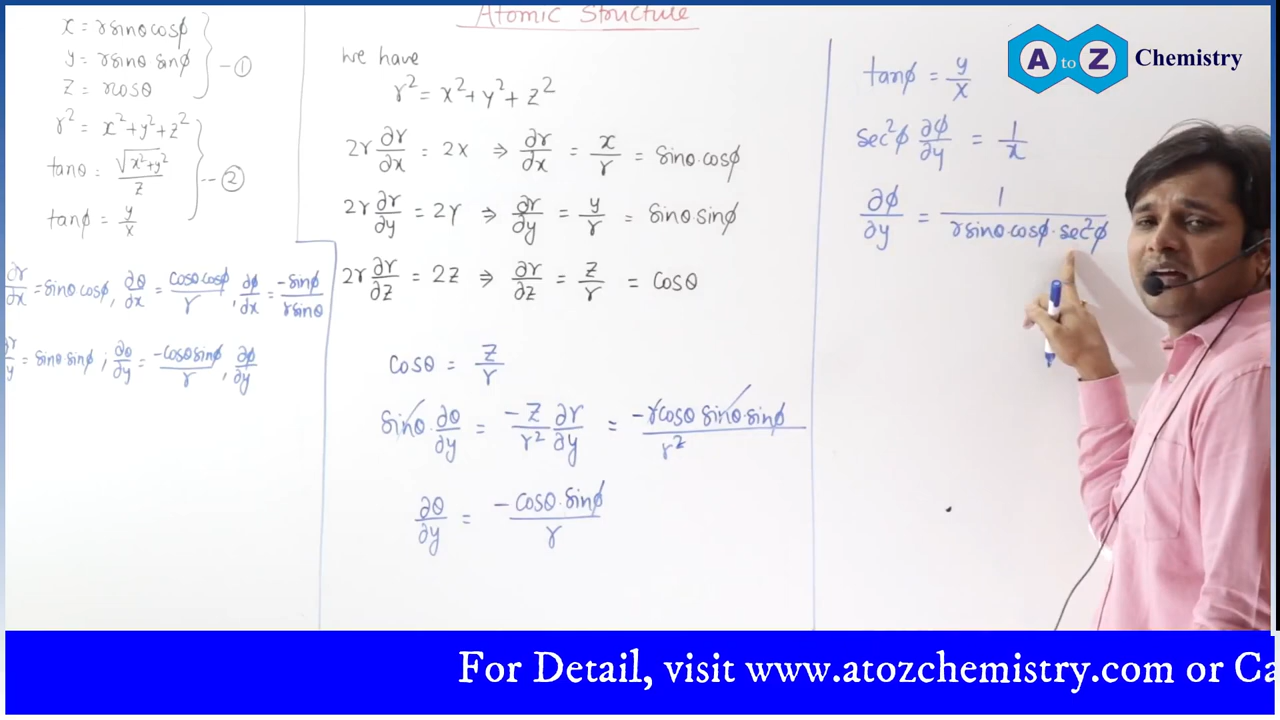 Atomic Structure
x = r sinθ cosϕ
y = r sinθ sinϕ
z = r cosθ
} -①
r² = x² + y² + z²
tanθ = √(x²+y²) / z
tanϕ = y/x
} --②
∂r/∂x = sinθ cosϕ, ∂θ/∂x = cosθ cosϕ / r, ∂ϕ/∂x = -sinϕ / r sinθ
∂r/y = sinθ sinϕ ; ∂θ/∂y = -cosθ sinϕ / r, ∂ϕ/∂y
We have
r² = x² + y² + z²
2r ∂r/∂x = 2x ⇒ ∂r/∂x = x/r = sinθ.cosϕ
2r ∂r/∂y = 2y ⇒ ∂r/∂y = y/r = sinθ sinϕ
2r ∂r/∂z = 2z ⇒ ∂r/∂z = z/r = cosθ
cosθ = z/r
sinθ . ∂θ/∂y = -z/r² ∂r/∂y = -r cosθ sinθ.sinϕ / r²
∂θ/∂y = -cosθ.sinϕ / r
tanϕ = y/x
sec²ϕ ∂ϕ/∂y = 1/x
∂ϕ/∂y = 1 / r sinθ.cosϕ.sec²ϕ
A to Z Chemistry
For Detail, visit www.atozchemistry.com or Ca